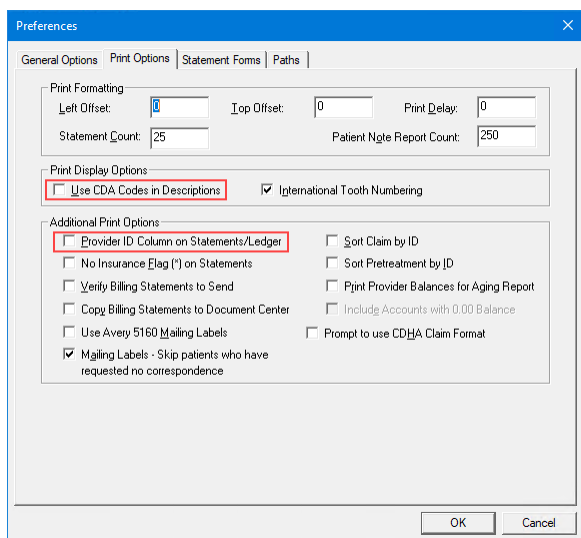 Preferences
General Options Print Options Statement Forms Paths
Print Formatting
Left Offset: 0 Top Offset: 0 Print Delay: 0
Statement Count: 25 Patient Note Report Count: 250
Print Display Options
Use CDA Codes in Descriptions International Tooth Numbering
Additional Print Options
Provider ID Column on Statements/Ledger Sort Claim by ID
No Insurance Flag (*) on Statements Sort Pretreatment by ID
Verify Billing Statements to Send Print Provider Balances for Aging Report
Copy Billing Statements to Document Center Include Accounts with 0.00 Balance
Use Avery 5160 Mailing Labels Prompt to use CDHA Claim Format
Mailing Labels - Skip patients who have
requested no correspondence
OK Cancel